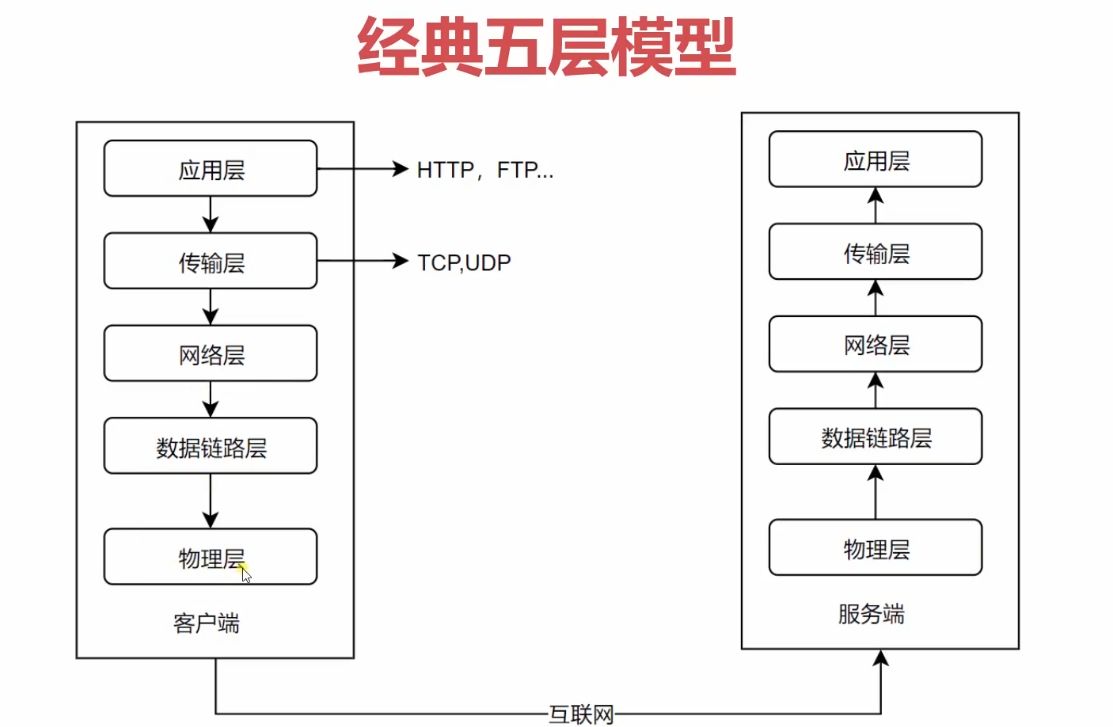 经典五层模型
应用层
HTTP，FTP...
传输层
TCP,UDP
网络层
数据链路层
物理层
客户端
应用层
传输层
网络层
数据链路层
物理层
服务端
互联网